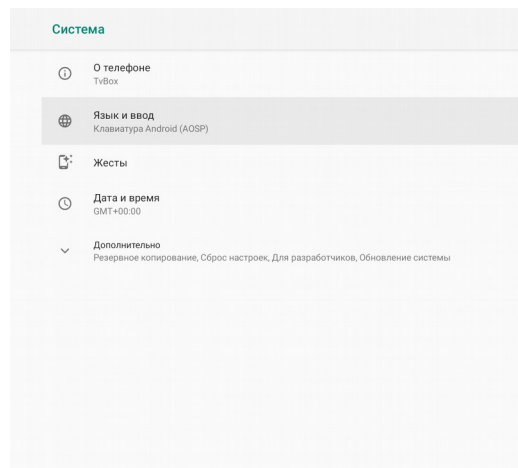 Система
О телефоне
TvBox
Язык и ввод
Клавиатура Android (AOSP)
Жесты
Дата и время
GMT+00:00
Дополнительно
Резервное копирование, Сброс настроек, Для разработчиков, Обновление системы